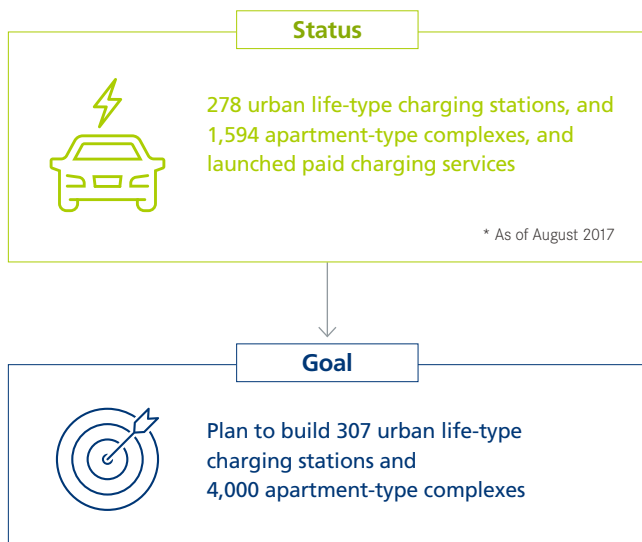 Status
278 urban life-type charging stations, and
1,594 apartment-type complexes, and
launched paid charging services
* As of August 2017
Goal
Plan to build 307 urban life-type
charging stations and
4,000 apartment-type complexes